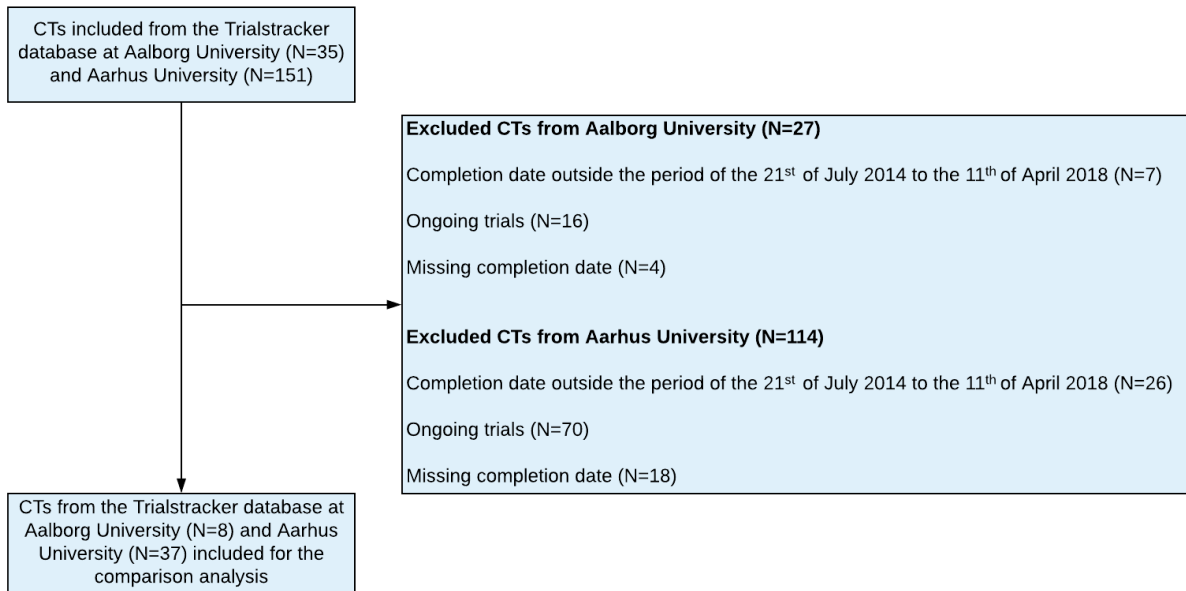 CTs included from the Trialstracker
database at Aalborg University (N=35)
and Aarhus University (N=151)
Excluded CTs from Aalborg University (N=27)
Completion date outside the period of the 21st of July 2014 to the 11th of April 2018 (N=7)
Ongoing trials (N=16)
Missing completion date (N=4)
Excluded CTs from Aarhus University (N=114)
Completion date outside the period of the 21st of July 2014 to the 11th of April 2018 (N=26)
Ongoing trials (N=70)
Missing completion date (N=18)
CTs from the Trialstracker database at
Aalborg University (N=8) and Aarhus
University (N=37) included for the
comparison analysis